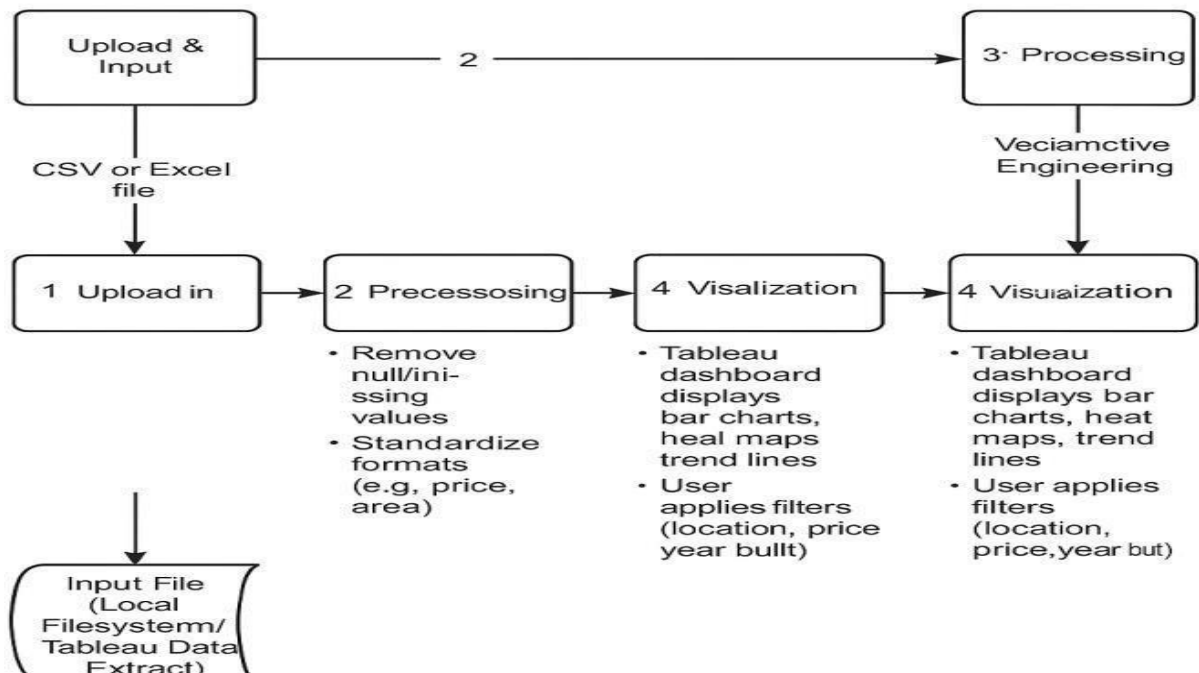 Upload &
Input
2
3· Processing
CSV or Excel
file
Veciamctive
Engineering
1 Upload in
2 Precessosing
4 Visalization
4 Visulaization
• Remove
null/ini-
ssing
values
• Standardize
formats
(e.g, price,
area)
• Tableau
dashboard
displays
bar charts,
heal maps
trend lines
• User
applies filters
(location, price
year bullt)
• Tableau
dashboard
displays bar
charts, heat
maps, trend
lines
• User applies
filters
(location,
price,year but)
Input File
(Local
Filesysterm/
Tableau Data
Extract)